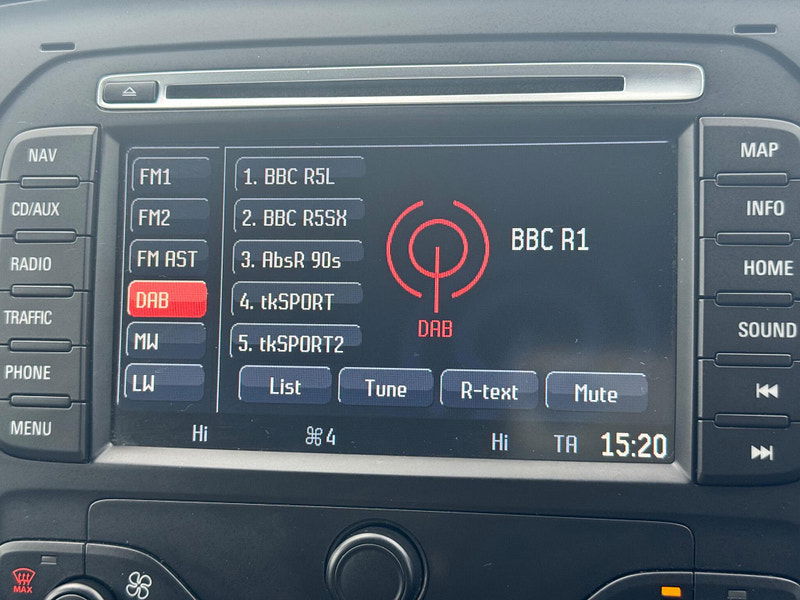 NAV
CD/AUX
RADIO
TRAFFIC
PHONE
MENU
FM1
FM2
FM AST
DAB
MW
LW
1. BBC R5L
2. BBC R5SX
3. AbsR 90s
4. tkSPORT
5. tkSPORT2
DAB
BBC R1
List
Tune
R-text
Mute
Hi
4
Hi
TA
15:20
MAP
INFO
HOME
SOUND
MAX